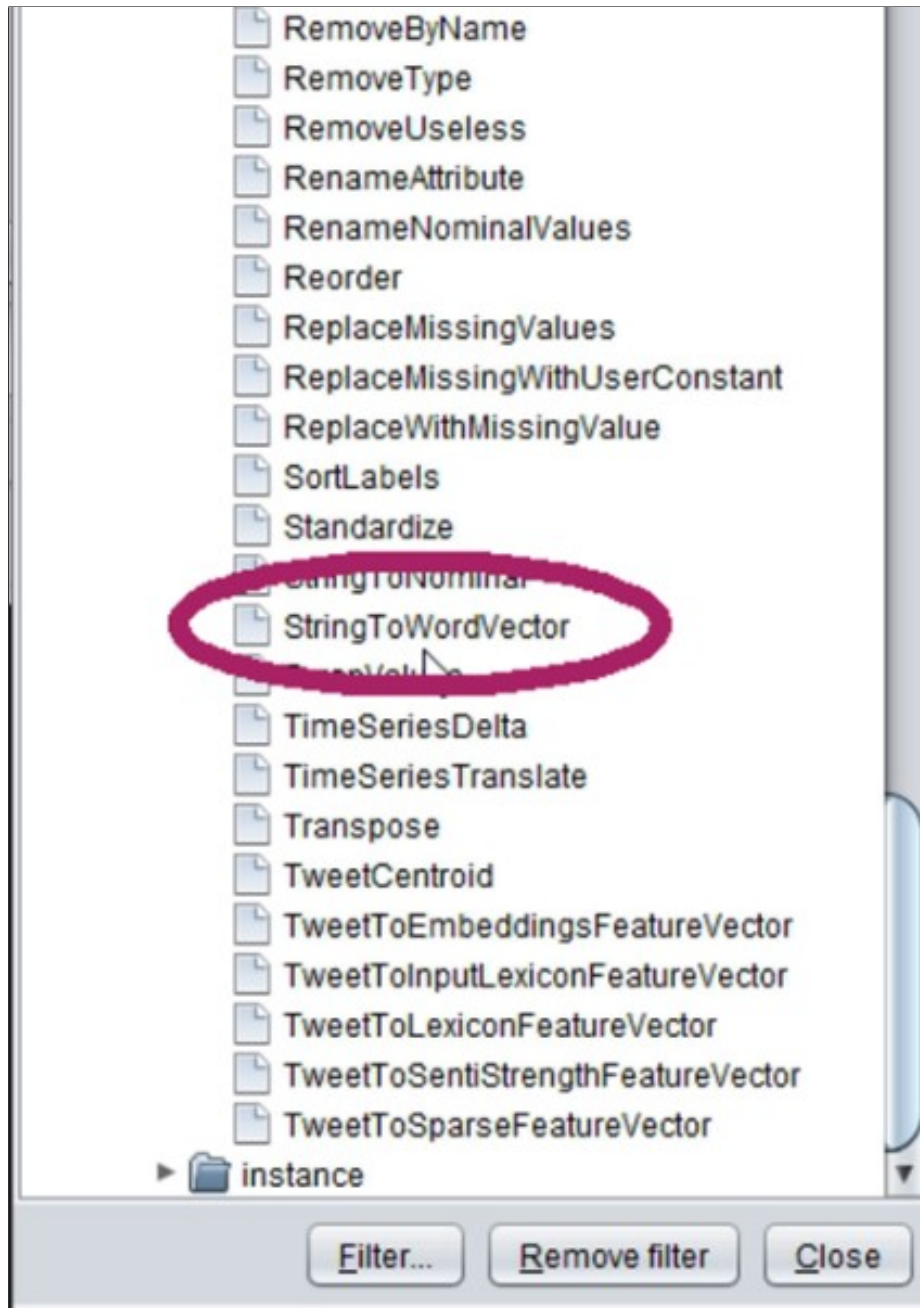 RemoveByName
RemoveType
RemoveUseless
RenameAttribute
RenameNominalValues
Reorder
ReplaceMissingValues
ReplaceMissingWithUserConstant
ReplaceWithMissingValue
SortLabels
Standardize
StringToNominal
StringToWordVector
TimeSeriesDelta
TimeSeriesTranslate
Transpose
TweetCentroid
TweetToEmbeddingsFeatureVector
TweetToInputLexiconFeatureVector
TweetToLexiconFeatureVector
TweetToSentiStrengthFeatureVector
TweetToSparseFeatureVector
instance
Filter... Remove filter Close